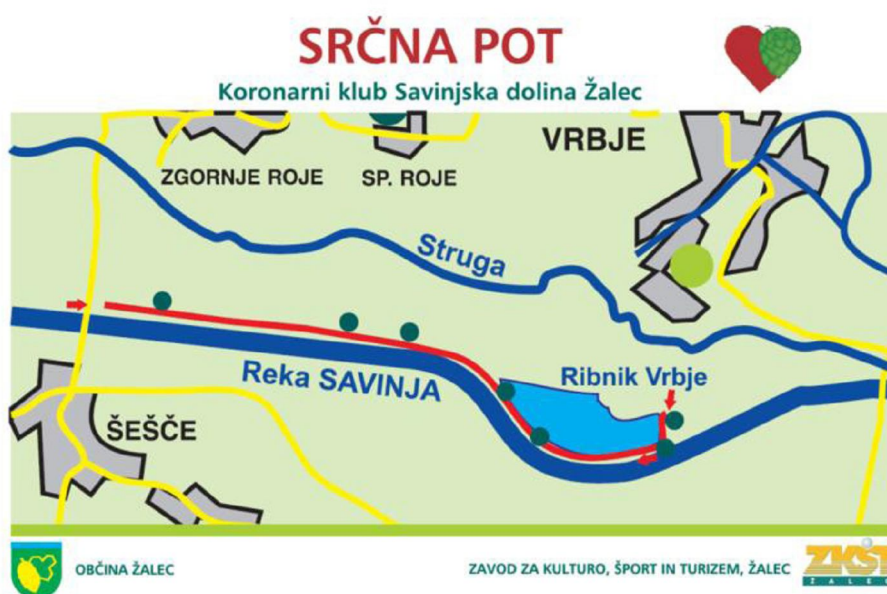 SRČNA POT
Koronarni klub Savinjska dolina Žalec
VRBJE
ZGORNJE ROJE
SP. ROJE
Struga
Reka SAVINJA
Ribnik Vrbje
ŠEŠČE
OBČINA ŽALEC
ZAVOD ZA KULTURO, ŠPORT IN TURIZEM, ŽALEC
ZKŠT
ŽALEC